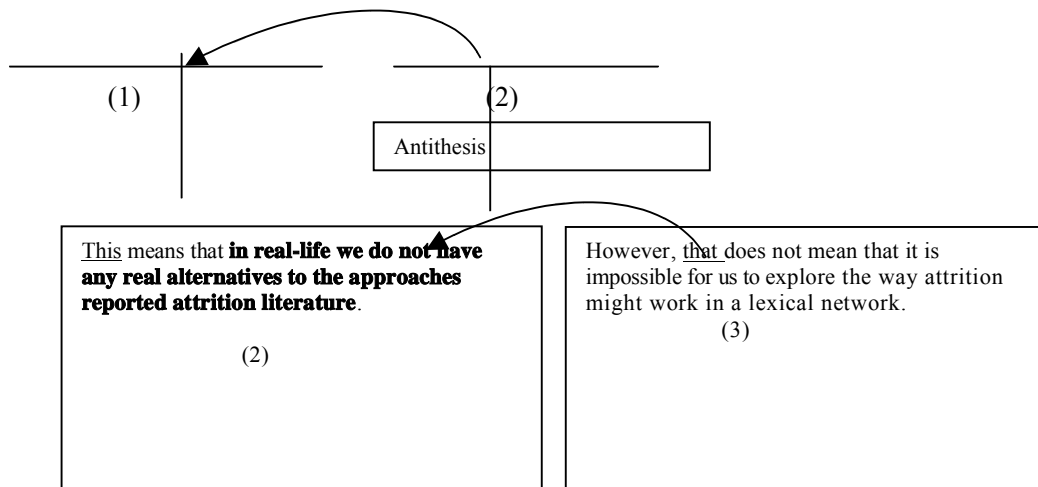 (1)
(2)
Antithesis
This means that in real-life we do not have
any real alternatives to the approaches
reported attrition literature.
(2)
However, that does not mean that it is
impossible for us to explore the way attrition
might work in a lexical network.
(3)